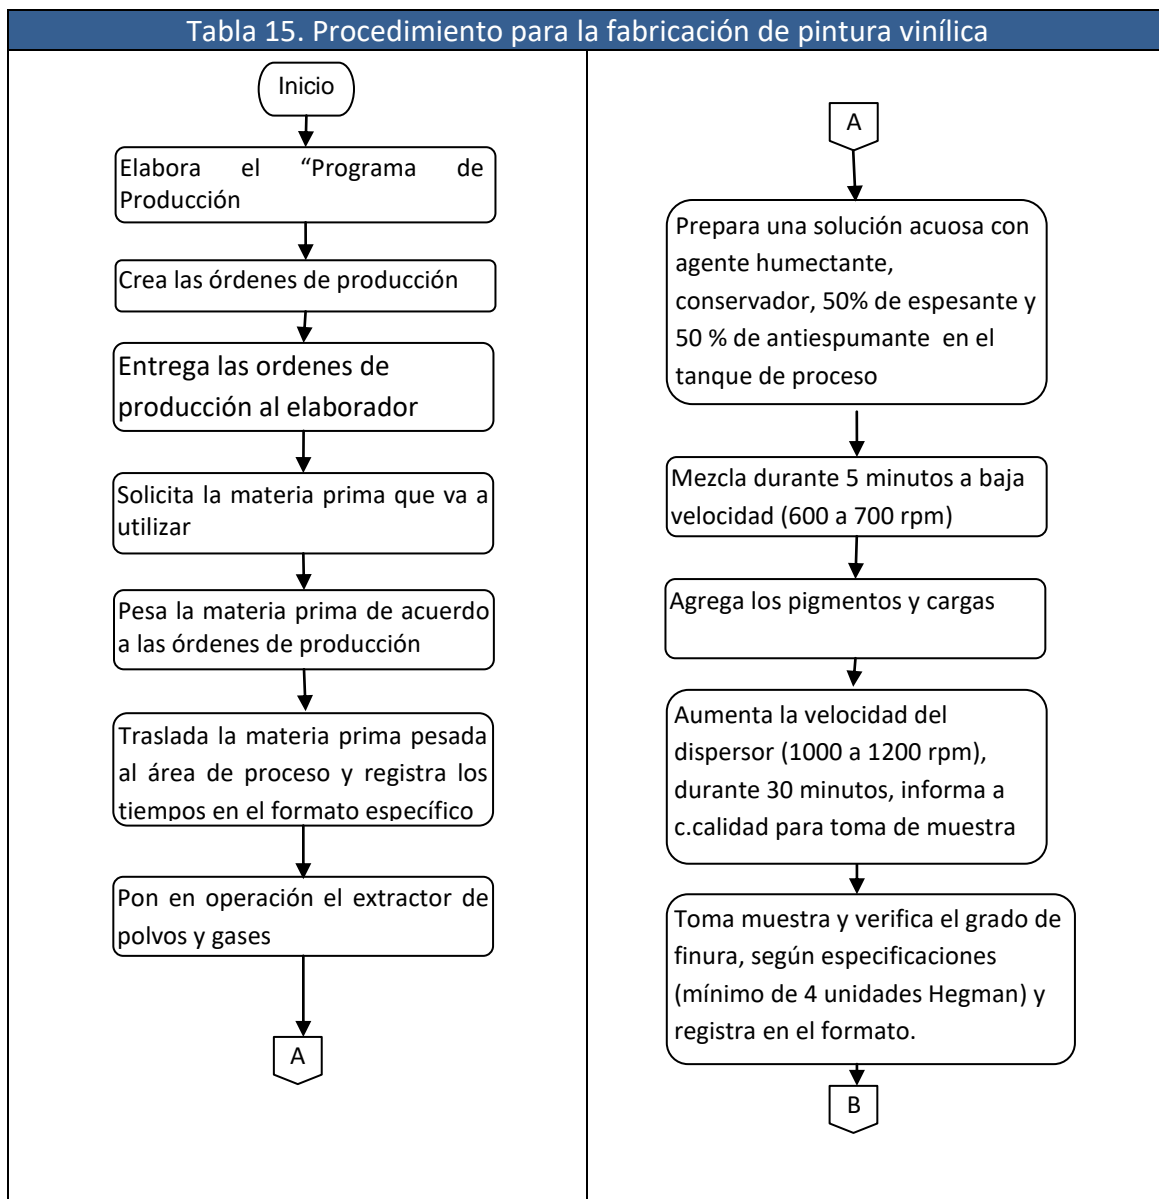 Tabla 15. Procedimiento para la fabricación de pintura vinílica
Inicio
Elabora el “Programa de
Producción
Crea las órdenes de producción
Entrega las ordenes de
producción al elaborador
Solicita la materia prima que va a
utilizar
Pesa la materia prima de acuerdo
a las órdenes de producción
Traslada la materia prima pesada
al área de proceso y registra los
tiempos en el formato específico
Pon en operación el extractor de
polvos y gases
A
A
Prepara una solución acuosa con
agente humectante,
conservador, 50% de espesante y
50 % de antiespumante en el
tanque de proceso
Mezcla durante 5 minutos a baja
velocidad (600 a 700 rpm)
Agrega los pigmentos y cargas
Aumenta la velocidad del
dispersor (1000 a 1200 rpm),
durante 30 minutos, informa a
c.calidad para toma de muestra
Toma muestra y verifica el grado de
finura, según especificaciones
(mínimo de 4 unidades Hegman) y
registra en el formato.
B